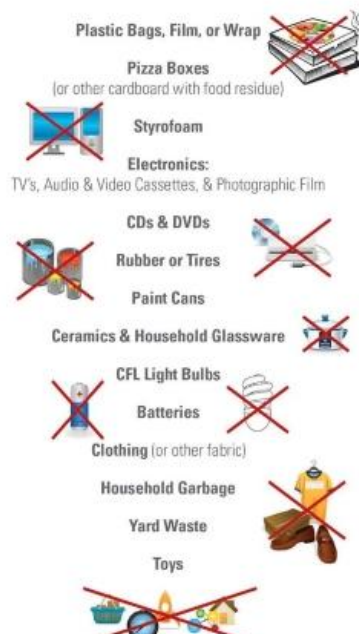 Plastic Bags, Film, or Wrap
Pizza Boxes
(or other cardboard with food residue)
Styrofoam
Electronics:
TV's, Audio & Video Cassettes, & Photographic Film
CDs & DVDs
Rubber or Tires
Paint Cans
Ceramics & Household Glassware
CFL Light Bulbs
Batteries
Clothing (or other fabric)
Household Garbage
Yard Waste
Toys